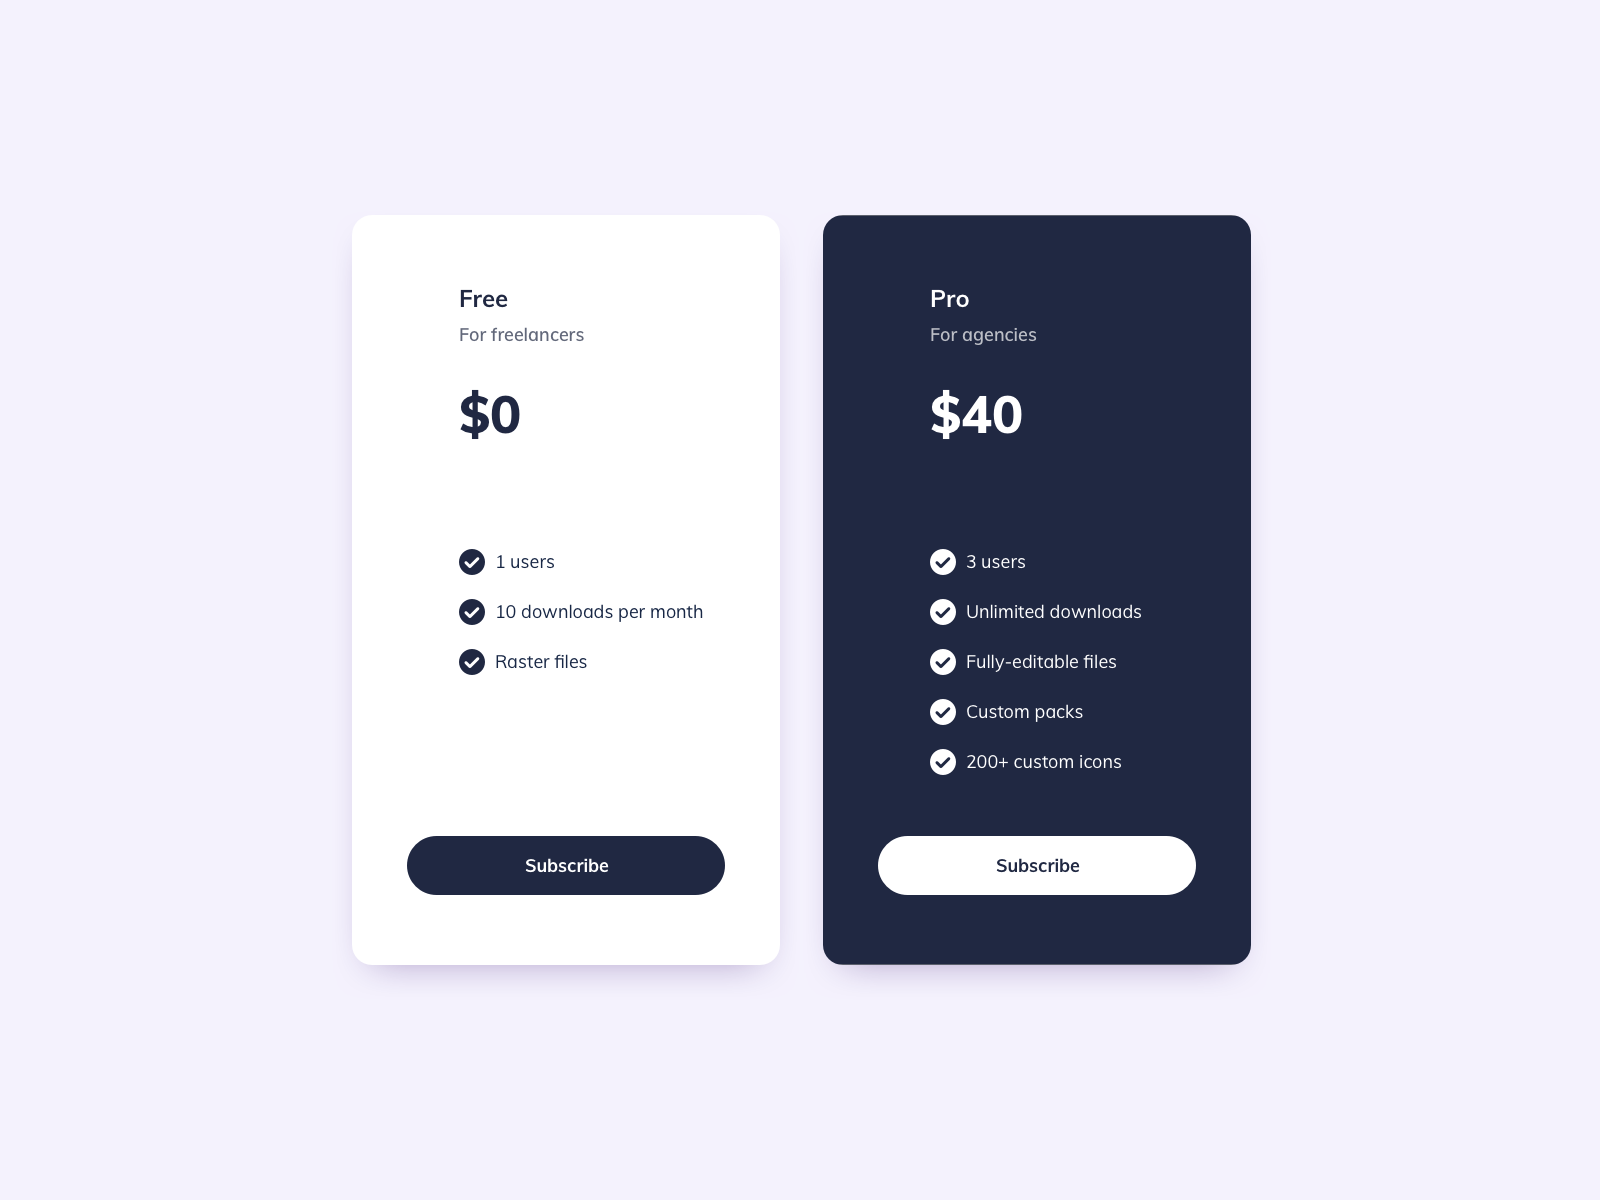 Free
For freelancers
$0
1 users
10 downloads per month
Raster files
Subscribe
Pro
For agencies
$40
3 users
Unlimited downloads
Fully-editable files
Custom packs
200+ custom icons
Subscribe